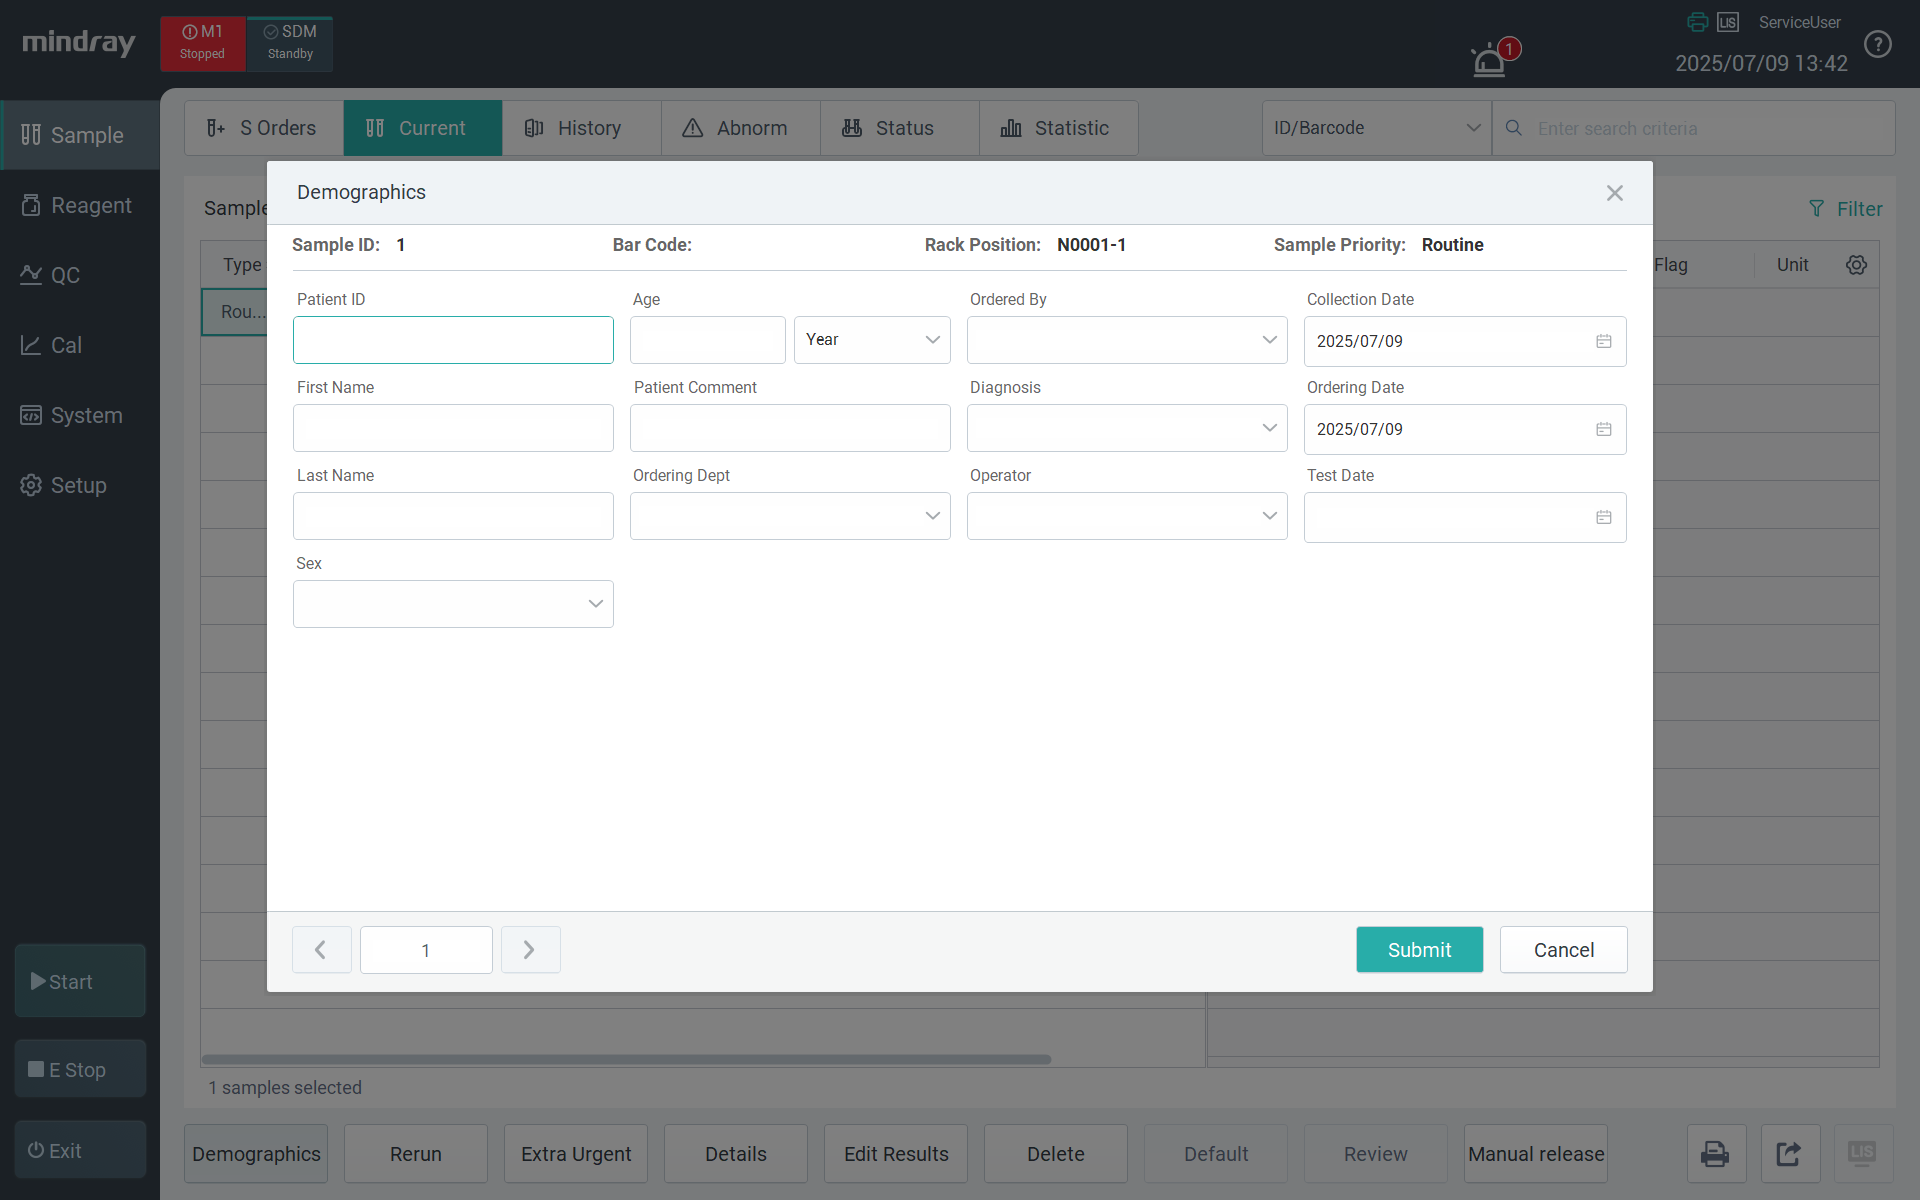 mindray
M1
Stopped
SDM
Standby
1
LIS
ServiceUser
2025/07/09 13:42
?
Sample
Reagent
QC
Cal
System
Setup
Start
E Stop
Exit
S Orders
Current
History
Abnorm
Status
Statistic
ID/Barcode
Enter search criteria
Sample
Filter
Type
Flag
Unit
Rou...
Demographics
Sample ID: 1
Bar Code:
Rack Position: N0001-1
Sample Priority: Routine
Patient ID
Age
Ordered By
Collection Date
Year
2025/07/09
First Name
Patient Comment
Diagnosis
Ordering Date
2025/07/09
Last Name
Ordering Dept
Operator
Test Date
Sex
1
Submit
Cancel
1 samples selected
Demographics
Rerun
Extra Urgent
Details
Edit Results
Delete
Default
Review
Manual release
LIS